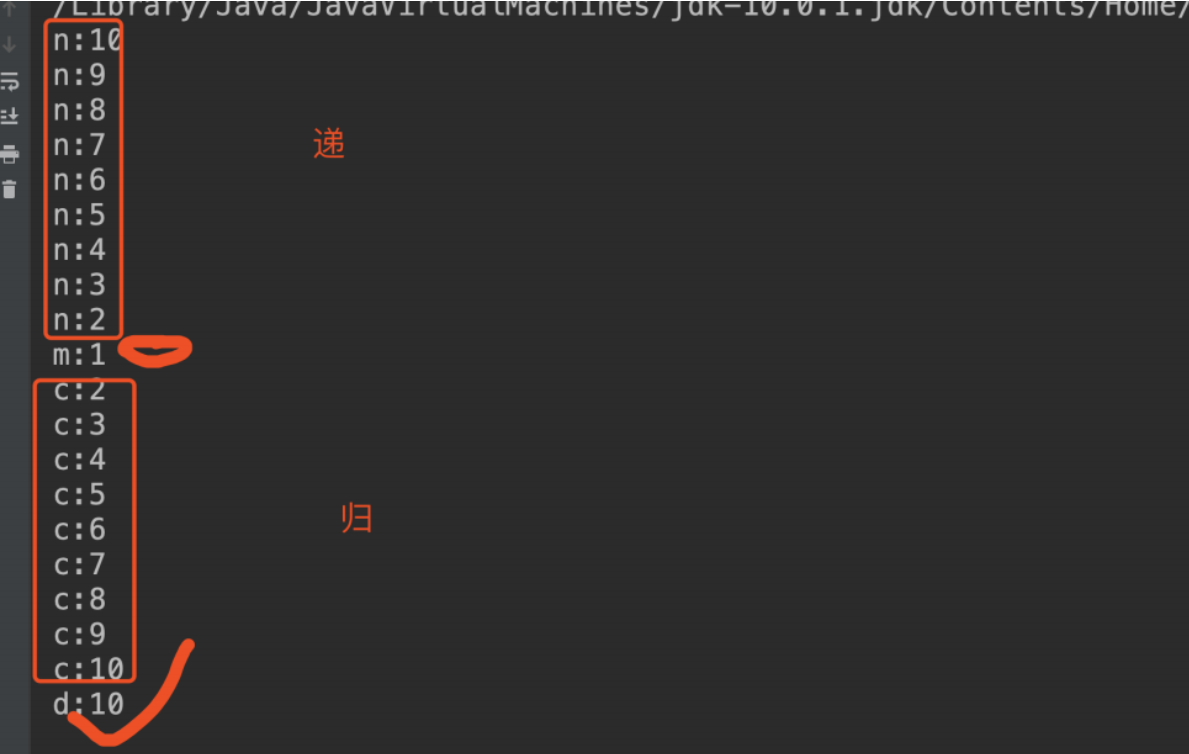 /Library/Java/JavaVirtualMachines/jdk-10.0.1.jdk/Contents/Home/
n:10
n:9
n:8
n:7
递
n:6
n:5
n:4
n:3
n:2
m:1
c:2
c:3
c:4
c:5
归
c:6
c:7
c:8
c:9
c:10
d:10